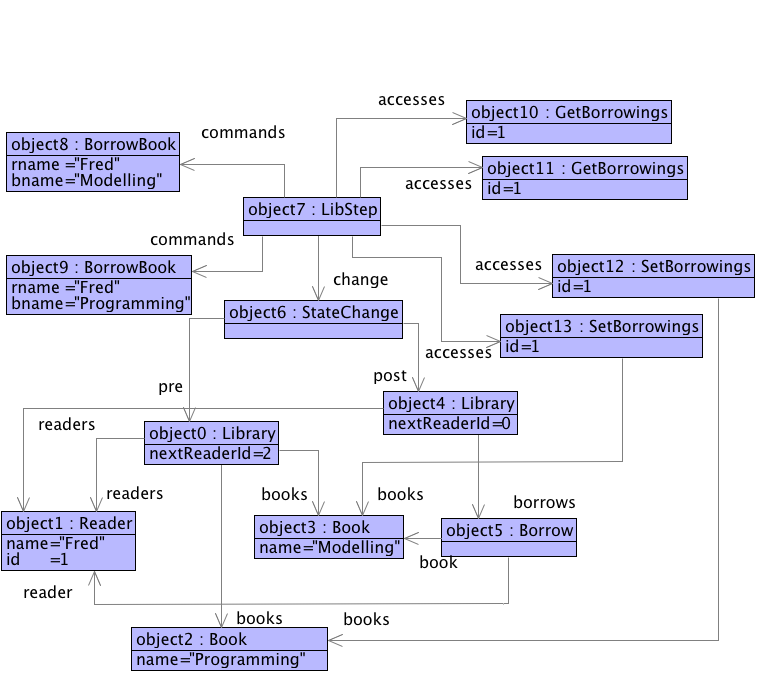 accesses
object10 : GetBorrowings
id=1
commands
object8 : BorrowBook
rname ="Fred"
bname="Modelling"
object11 : GetBorrowings
id=1
accesses
object7 : LibStep
commands
object9 : BorrowBook
rname ="Fred"
bname="Programming"
accesses
object12 : SetBorrowings
id=1
change
object6 : StateChange
object13 : SetBorrowings
id=1
accesses
pre
post
object4 : Library
nextReaderId=0
readers
object0 : Library
nextReaderId=2
readers
books
books
borrows
object1 : Reader
name="Fred"
id      =1
object3 : Book
name="Modelling"
object5 : Borrow
book
reader
books
books
object2 : Book
name="Programming"